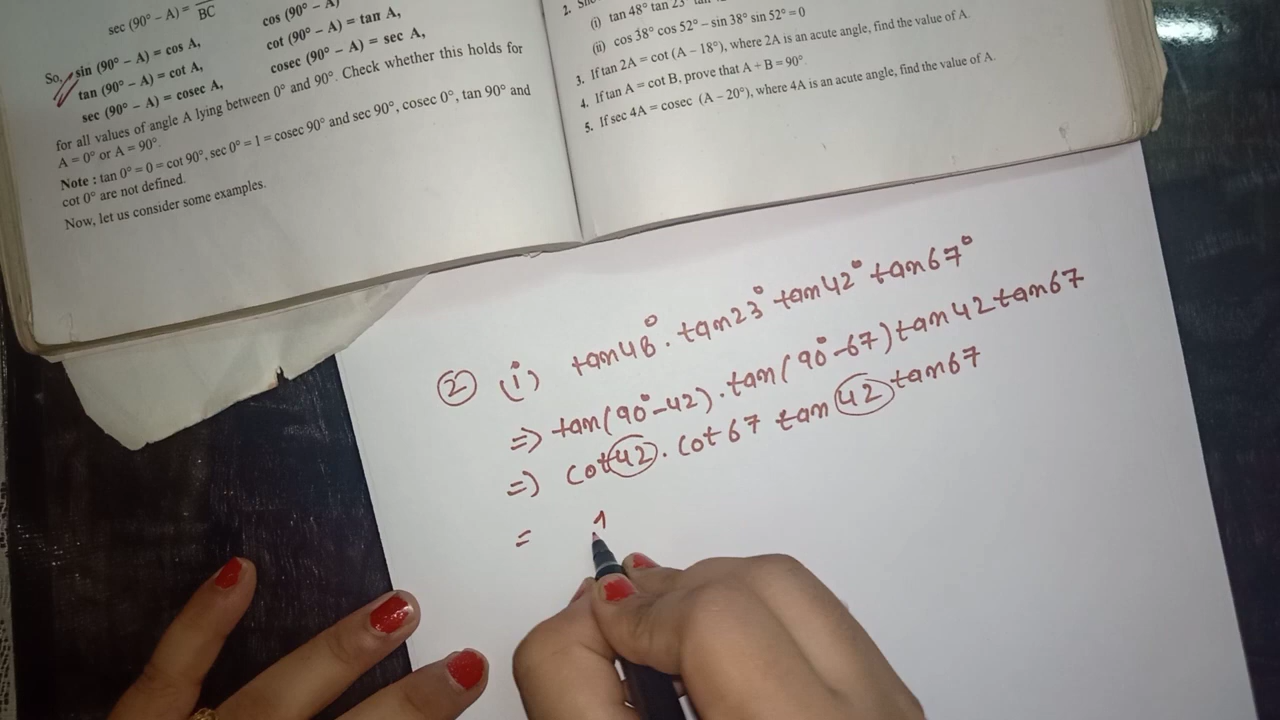 sec (90° – A) =
BC
So, sin (90° – A) = cos A,
cos (90° – A)
tan (90° – A) = cot A,
cot (90° – A) = tan A,
sec (90° – A) = cosec A,
cosec (90° – A) = sec A,
for all values of angle A lying between 0° and 90°. Check whether this holds for
A = 0° or A = 90°.
Note : tan 0° = 0 = cot 90°, sec 0° = 1 = cosec 90° and sec 90°, cosec 0°, tan 90° and
cot 0° are not defined.
Now, let us consider some examples.
2.
(i) tan 48° tan 23°
(ii) cos 38° cos 52° – sin 38° sin 52° = 0
3. If tan 2A = cot (A – 18°), where 2A is an acute angle, find the value of A.
4. If tan A = cot B, prove that A + B = 90°.
5. If sec 4A = cosec (A – 20°), where 4A is an acute angle, find the value of A.
2 (i) tan48°. tan23° tan42° tan67°
=> tan(90°-42). tan(90°-67) tan42 tan67
=> cot42. cot67 tan 42 tan67
= 1